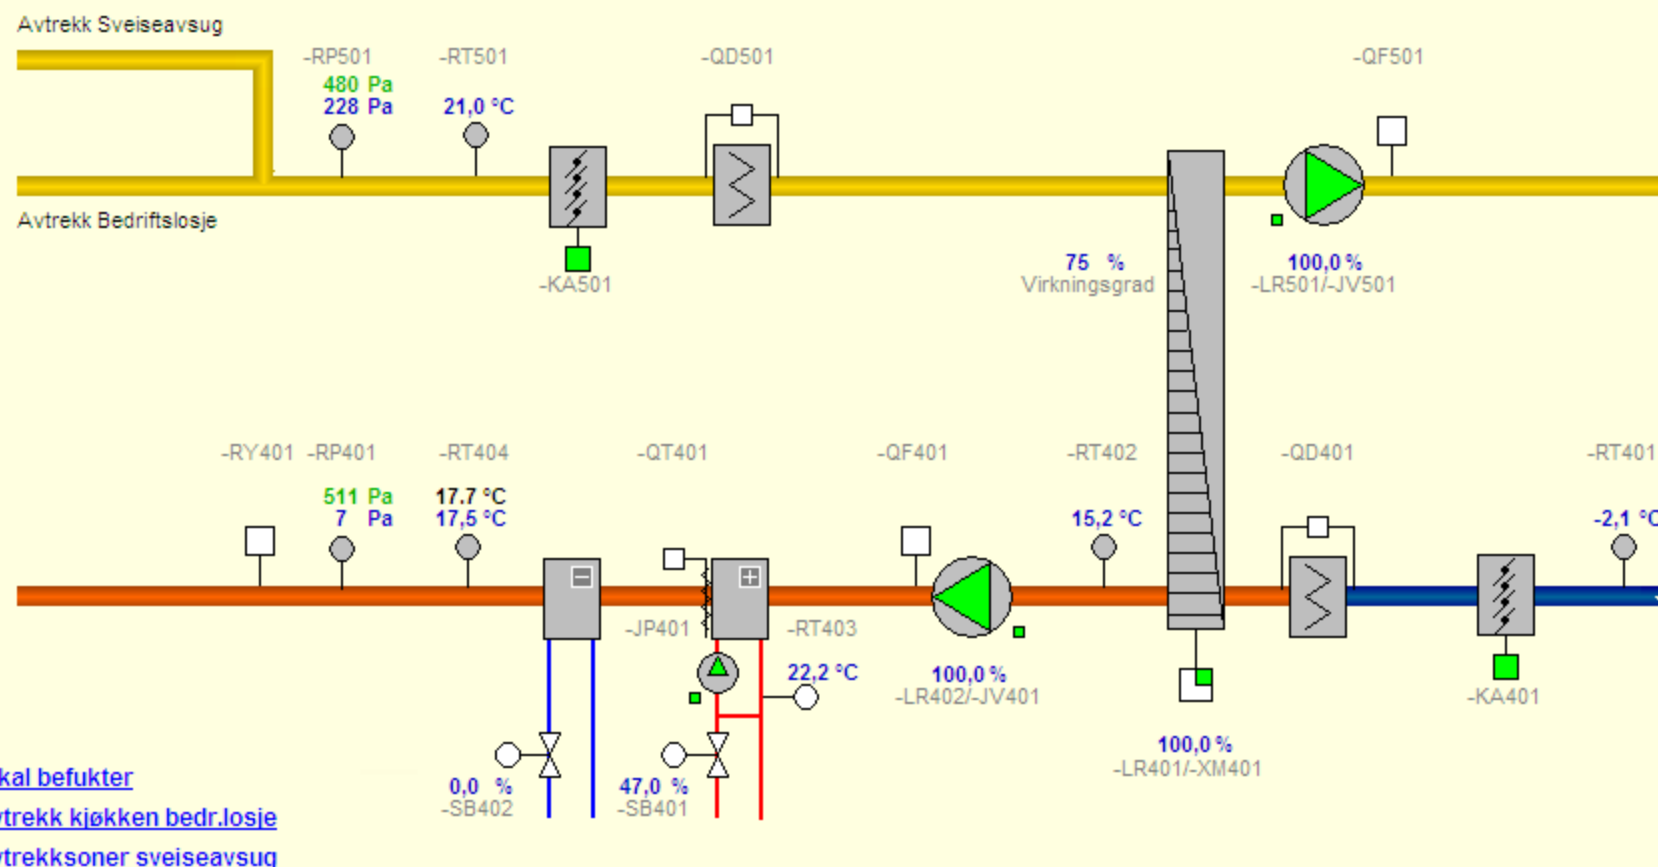 Avtrekk Sveiseavsug
-RP501
-RT501
-QD501
-QF501
480 Pa
228 Pa
21,0 °C
Avtrekk Bedriftslosje
-KA501
75 %
Virkningsgrad
100,0 %
-LR501/-JV501
-RY401
-RP401
-RT404
-QT401
-QF401
-RT402
-QD401
-RT401
511 Pa
17.7 °C
7 Pa
17,5 °C
15,2 °C
-2,1 °C
-JP401
-RT403
22,2 °C
100,0 %
-LR402/-JV401
-KA401
100,0 %
-LR401/-XM401
0,0 %
-SB402
47,0 %
-SB401
kal befukter
vtrekk kjøkken bedr.losje
vtrekksoner sveiseavsug